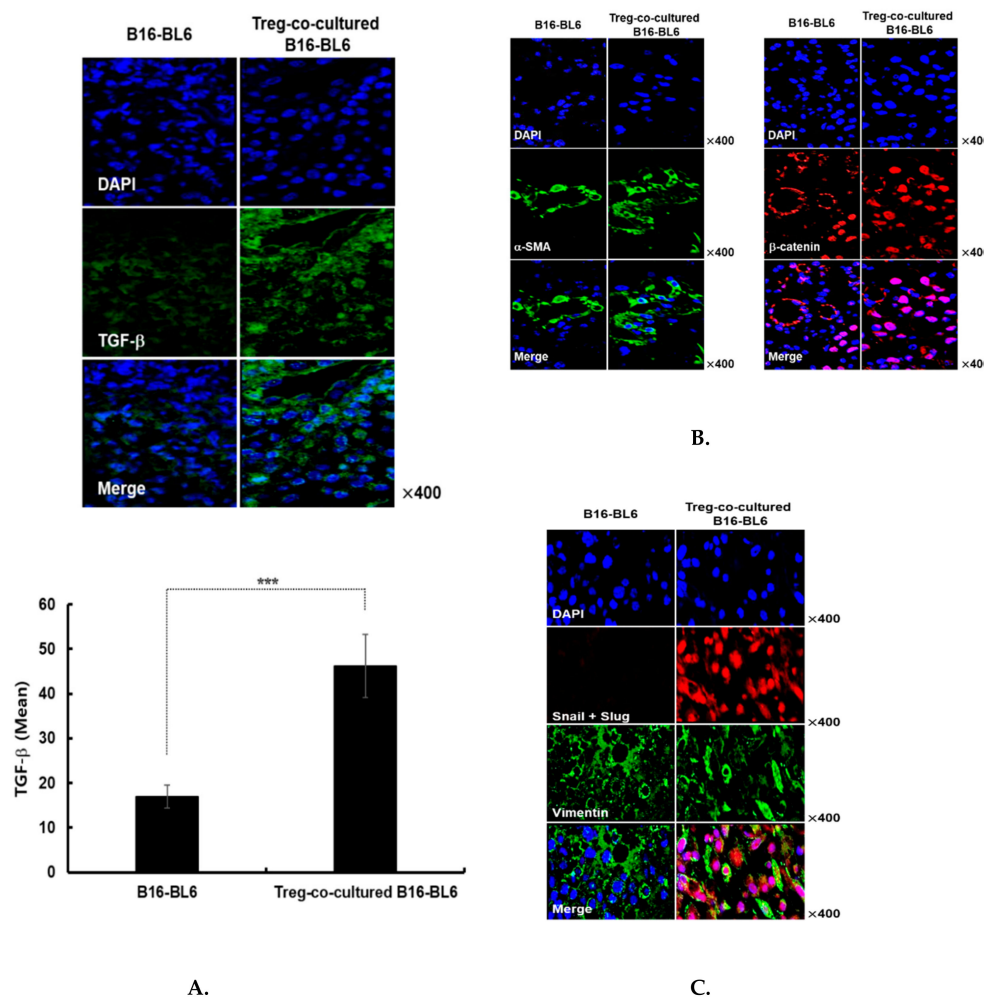 B16-BL6
Treg-co-cultured
B16-BL6
DAPI
TGF-β
Merge
×400
60
50
40
30
20
10
0
TGF-β (Mean)
***
B16-BL6
Treg-co-cultured B16-BL6
A.
B16-BL6
Treg-co-cultured
B16-BL6
DAPI
×400
α-SMA
×400
Merge
×400
B16-BL6
Treg-co-cultured
B16-BL6
DAPI
×400
β-catenin
×400
Merge
×400
B.
B16-BL6
Treg-co-cultured
B16-BL6
DAPI
×400
Snail + Slug
×400
Vimentin
×400
Merge
×400
C.